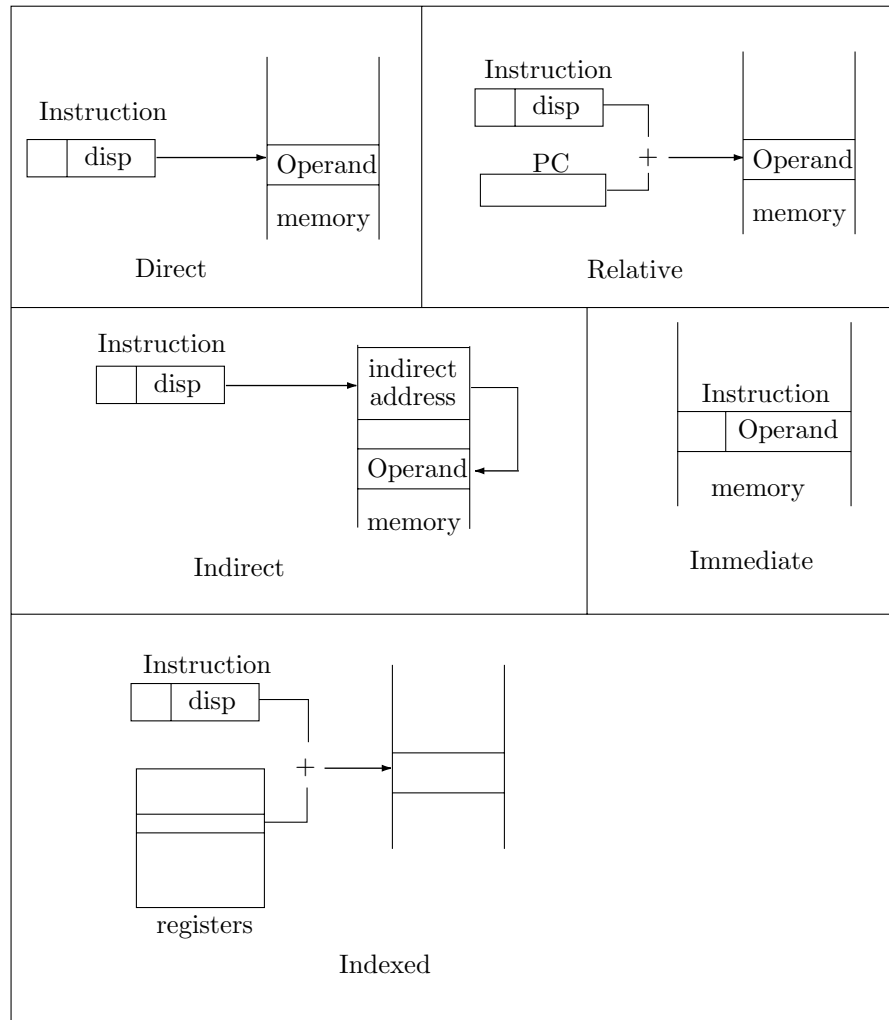 Instruction
disp
Operand
memory
Direct
Instruction
disp
PC
+
Operand
memory
Relative
Instruction
disp
indirect
address
Operand
memory
Indirect
Instruction
Operand
memory
Immediate
Instruction
disp
+
registers
Indexed